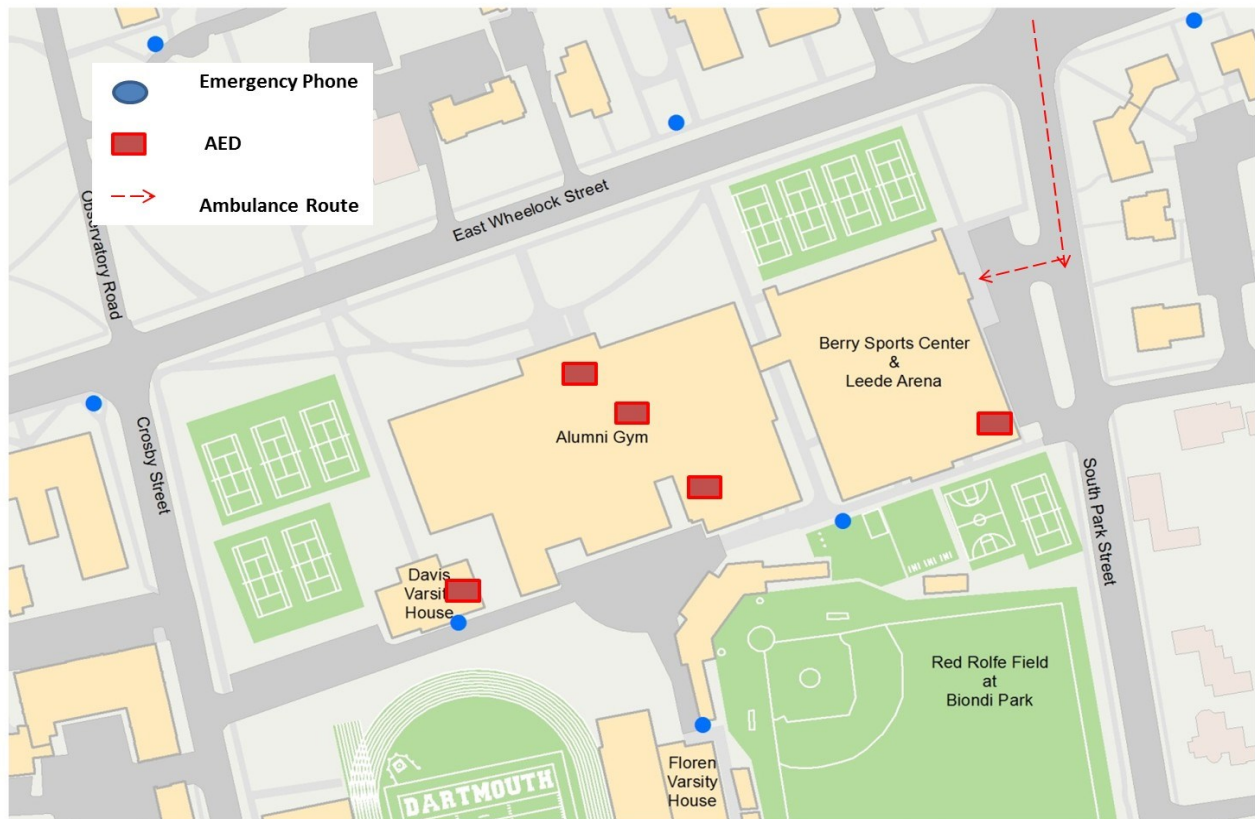 Emergency Phone
AED
Ambulance Route
Observatory Road
East Wheelock Street
Berry Sports Center
&
Leede Arena
Alumni Gym
Crosby Street
South Park Street
Davis
Varsity
House
Red Rolfe Field
at
Biondi Park
Floren
Varsity
House
DARTMOUTH